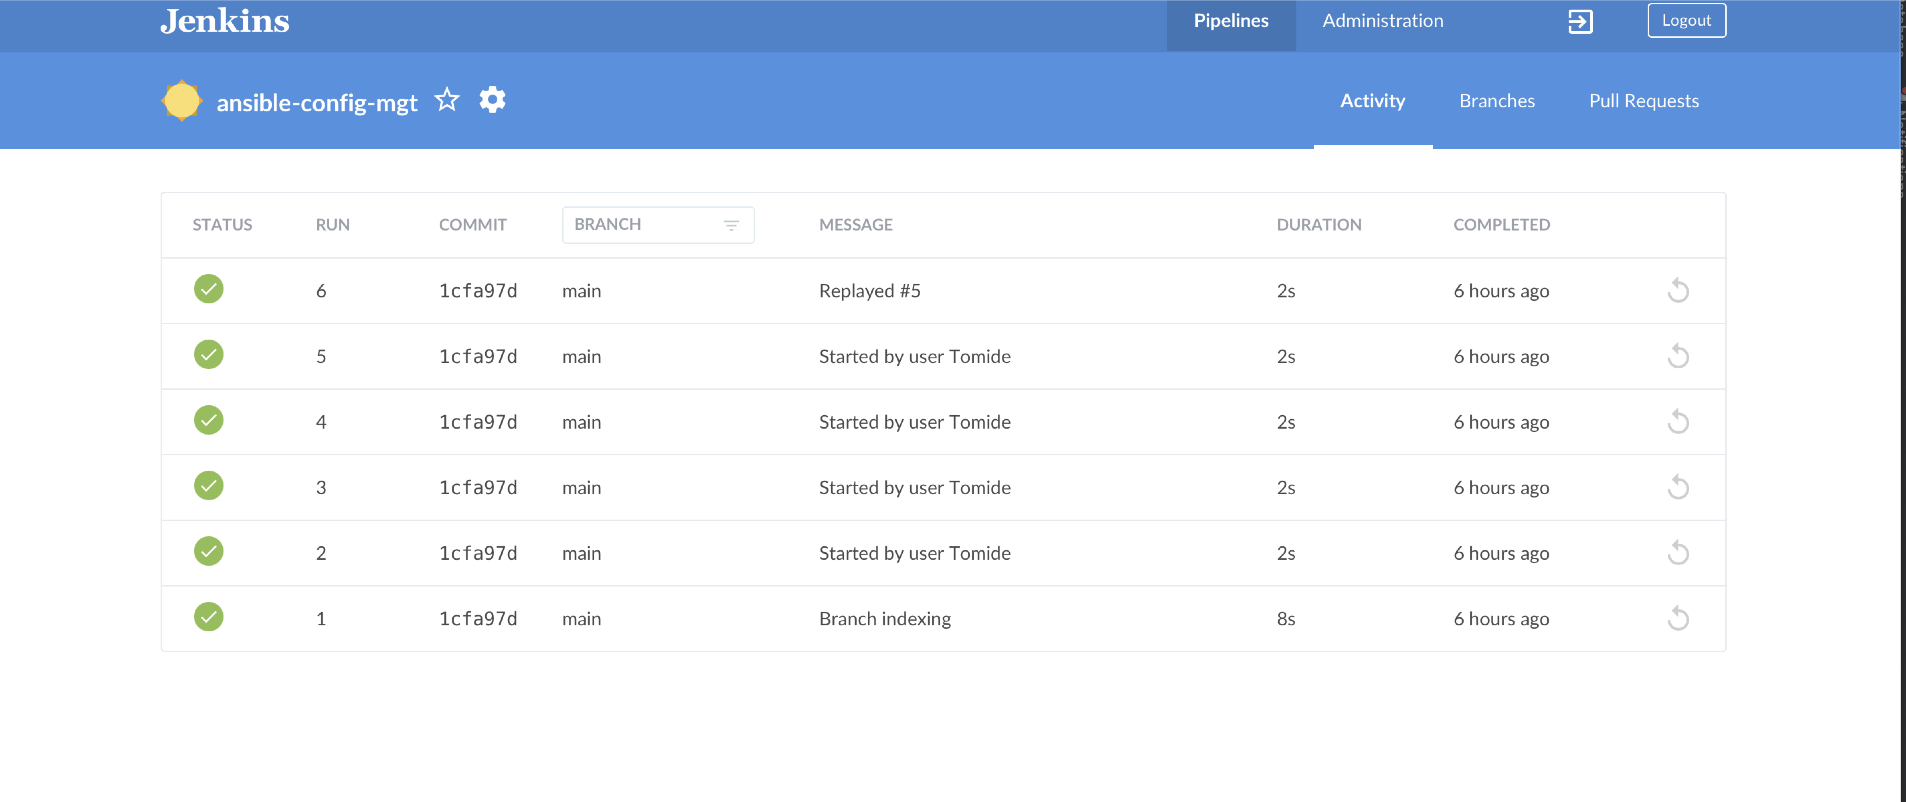 Jenkins Pipelines Administration Logout
ansible-config-mgt Activity Branches Pull Requests
STATUS RUN COMMIT BRANCH MESSAGE DURATION COMPLETED
6 1cfa97d main Replayed #5 2s 6 hours ago
5 1cfa97d main Started by user Tomide 2s 6 hours ago
4 1cfa97d main Started by user Tomide 2s 6 hours ago
3 1cfa97d main Started by user Tomide 2s 6 hours ago
2 1cfa97d main Started by user Tomide 2s 6 hours ago
1 1cfa97d main Branch indexing 8s 6 hours ago